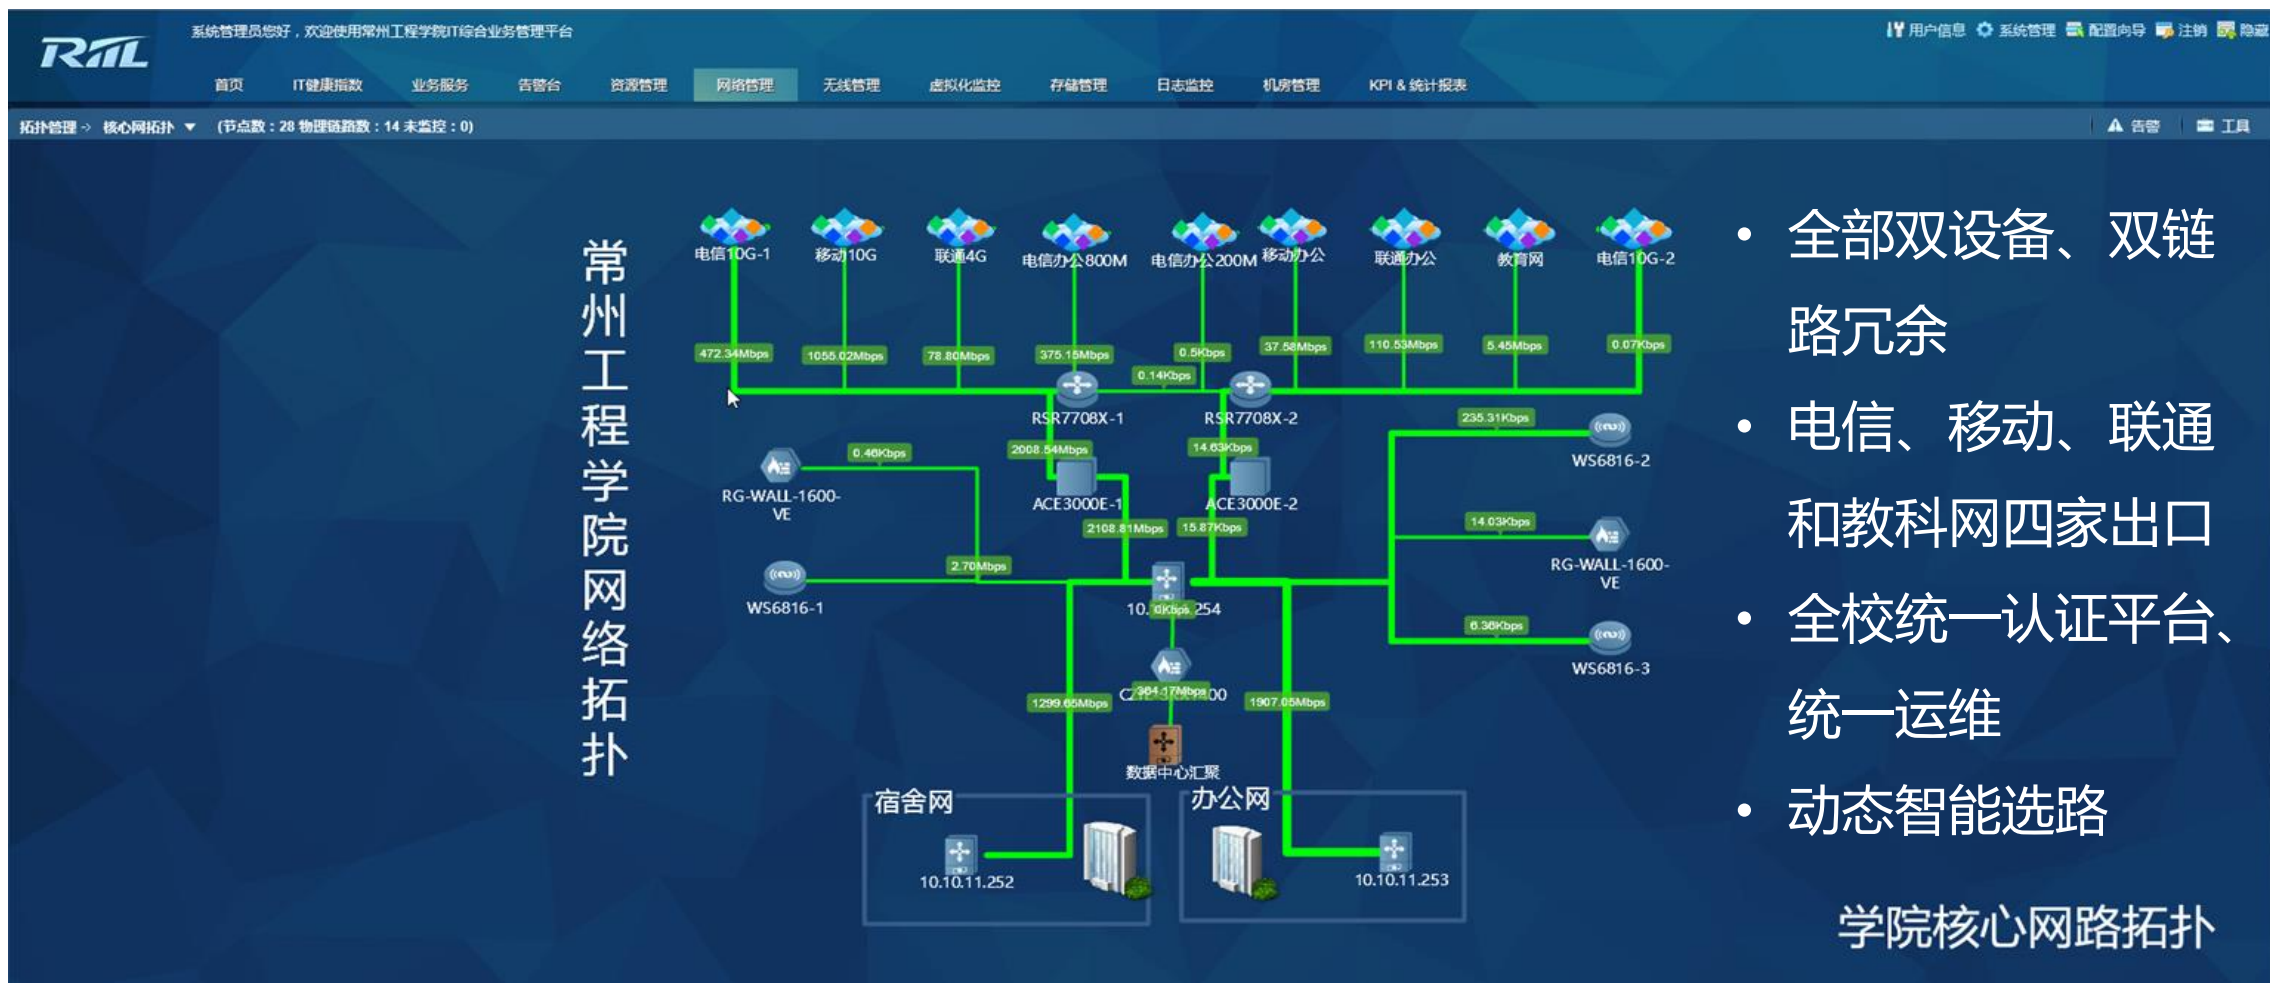 RIIL
系统管理员您好，欢迎使用常州工程学院IT综合业务管理平台
用户信息 系统管理 配置向导 注销 隐藏
首页 IT健康指数 业务服务 告警台 资源管理 网络管理 无线管理 虚拟化监控 存储管理 日志监控 机房管理 KPI & 统计报表
拓扑管理 -> 核心网拓扑 ▼ (节点数：28 物理链路数：14 未监控：0)
告警 工具
常州工程学院网络拓扑
电信10G-1 移动10G 联通4G 电信办公800M 电信办公200M 移动办公 联通办公 教育网 电信10G-2
472.34Mbps 1055.02Mbps 78.80Mbps 375.15Mbps 0.5Kbps 37.58Mbps 110.53Mbps 5.45Mbps 0.07Kbps
0.14Kbps
RSR7708X-1 RSR7708X-2
235.31Kbps
0.46Kbps 2008.54Mbps 14.63Kbps
WS6816-2
RG-WALL-1600-
VE
ACE3000E-1 ACE3000E-2
2108.81Mbps 15.87Kbps
14.03Kbps
RG-WALL-1600-
VE
2.70Mbps
WS6816-1
10. 0Kbps 254
6.36Kbps
WS6816-3
1299.65Mbps 364.17Mbps 1907.05Mbps
数据中心汇聚
宿舍网 办公网
10.10.11.252 10.10.11.253
• 全部双设备、双链
路冗余
• 电信、移动、联通
和教科网四家出口
• 全校统一认证平台、
统一运维
• 动态智能选路
学院核心网路拓扑